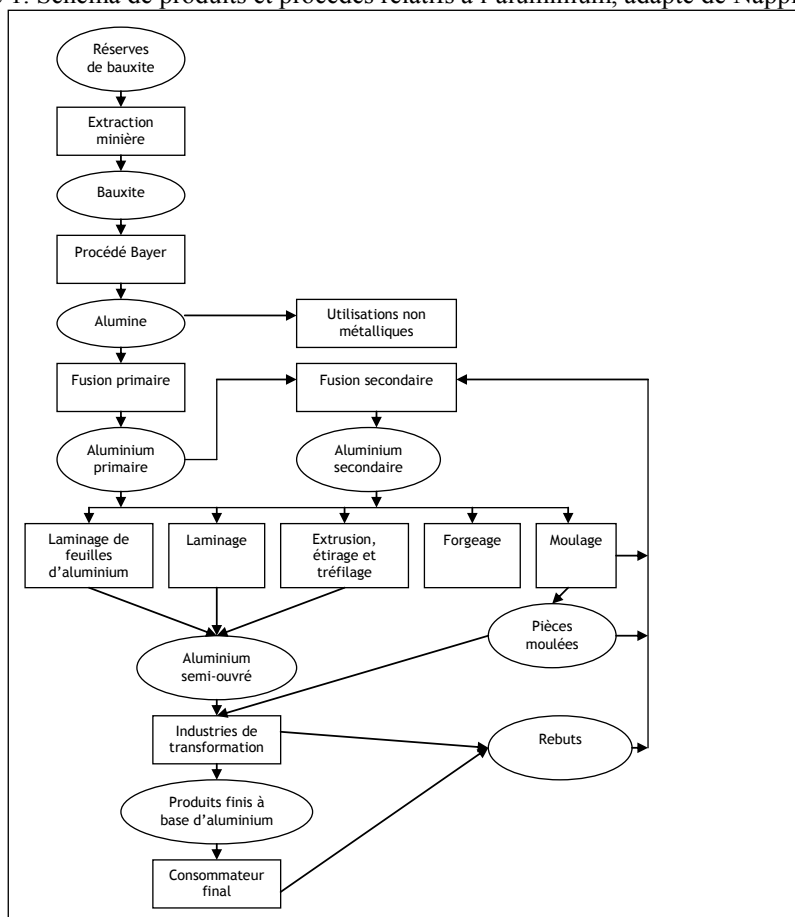 1. Schéma de produits et procédés relatifs à l'aluminium, adapté de Nappi
Réserves
de bauxite
Extraction
minière
Bauxite
Procédé Bayer
Alumine
Utilisations non
métalliques
Fusion primaire
Fusion secondaire
Aluminium
primaire
Aluminium
secondaire
Laminage de
feuilles
d'aluminium
Laminage
Extrusion,
étirage et
tréfilage
Forgeage
Moulage
Pièces
moulées
Aluminium
semi-ouvré
Industries de
transformation
Rebuts
Produits finis à
base d'aluminium
Consommateur
final